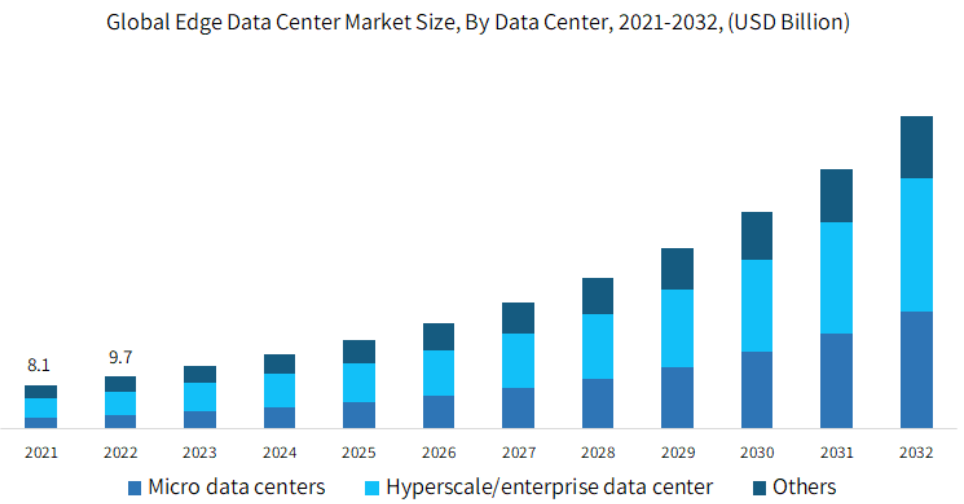 Global Edge Data Center Market Size, By Data Center, 2021-2032, (USD Billion)
8.1
9.7
2021 2022 2023 2024 2025 2026 2027 2028 2029 2030 2031 2032
Micro data centers Hyperscale/enterprise data center Others